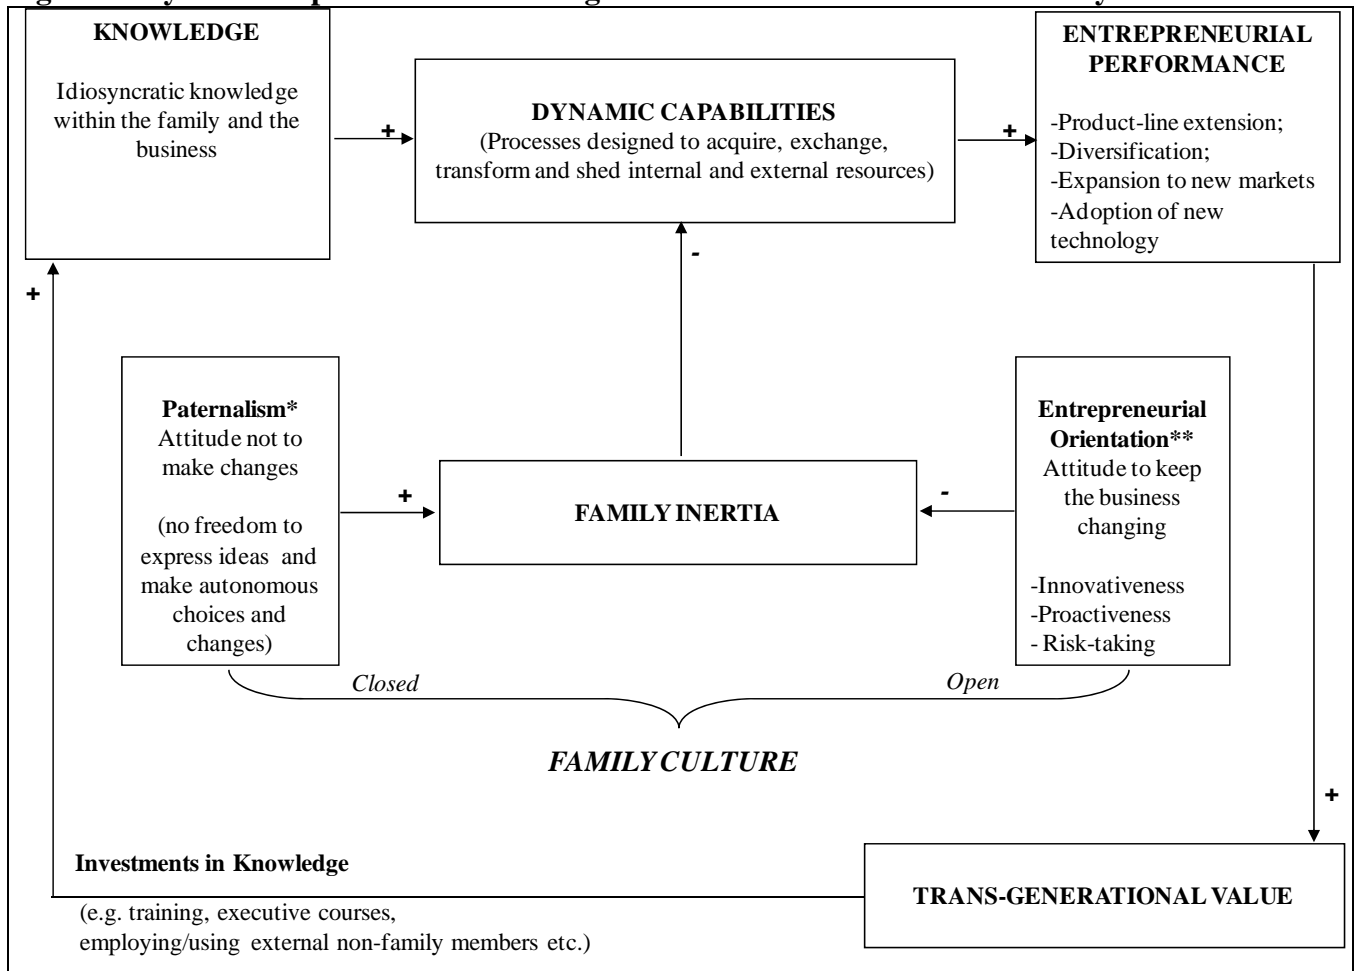 KNOWLEDGE
Idiosyncratic knowledge
within the family and the
business
+
DYNAMIC CAPABILITIES
(Processes designed to acquire, exchange,
transform and shed internal and external resources)
+
ENTREPRENEURIAL
PERFORMANCE
-Product-line extension;
-Diversification;
-Expansion to new markets
-Adoption of new
technology
+
-
Paternalism*
Attitude not to
make changes
(no freedom to
express ideas and
make autonomous
choices and
changes)
+
FAMILY INERTIA
-
Entrepreneurial
Orientation**
Attitude to keep
the business
changing
-Innovativeness
-Proactiveness
- Risk-taking
Closed
Open
FAMILY CULTURE
+
Investments in Knowledge
(e.g. training, executive courses,
employing/using external non-family members etc.)
TRANS-GENERATIONAL VALUE